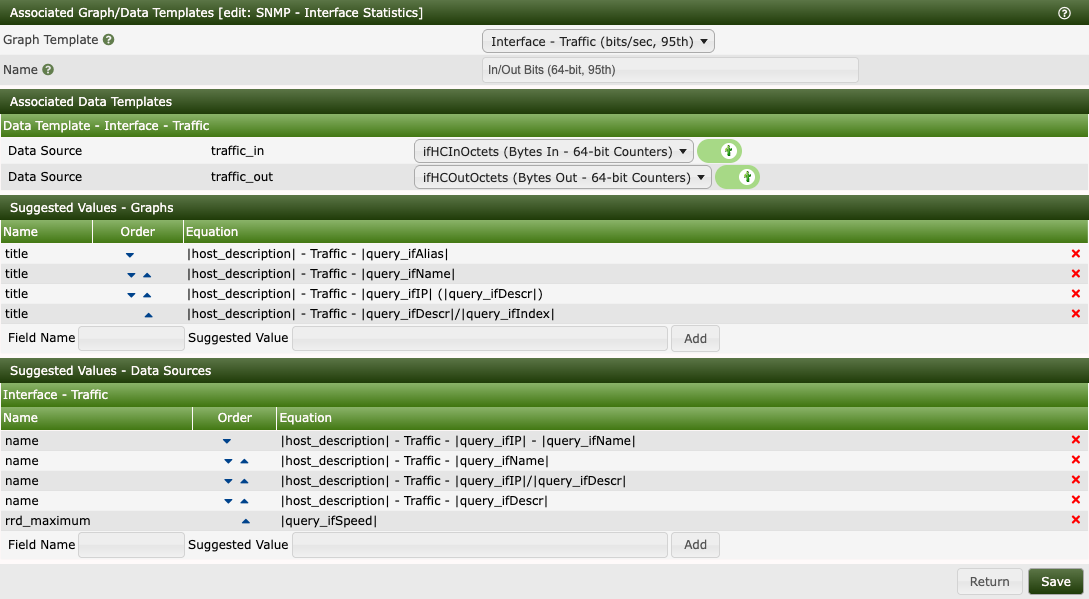 Associated Graph/Data Templates [edit: SNMP - Interface Statistics]
Graph Template Interface - Traffic (bits/sec, 95th)
Name In/Out Bits (64-bit, 95th)
Associated Data Templates
Data Template - Interface - Traffic
Data Source traffic_in ifHCInOctets (Bytes In - 64-bit Counters)
Data Source traffic_out ifHCOutOctets (Bytes Out - 64-bit Counters)
Suggested Values - Graphs
Name Order Equation
title |host_description| - Traffic - |query_ifAlias|
title |host_description| - Traffic - |query_ifName|
title |host_description| - Traffic - |query_ifIP| (|query_ifDescr|)
title |host_description| - Traffic - |query_ifDescr|/|query_ifIndex|
Field Name Suggested Value Add
Suggested Values - Data Sources
Interface - Traffic
Name Order Equation
name |host_description| - Traffic - |query_ifIP| - |query_ifName|
name |host_description| - Traffic - |query_ifName|
name |host_description| - Traffic - |query_ifIP|/|query_ifDescr|
name |host_description| - Traffic - |query_ifDescr|
rrd_maximum |query_ifSpeed|
Field Name Suggested Value Add
Return Save